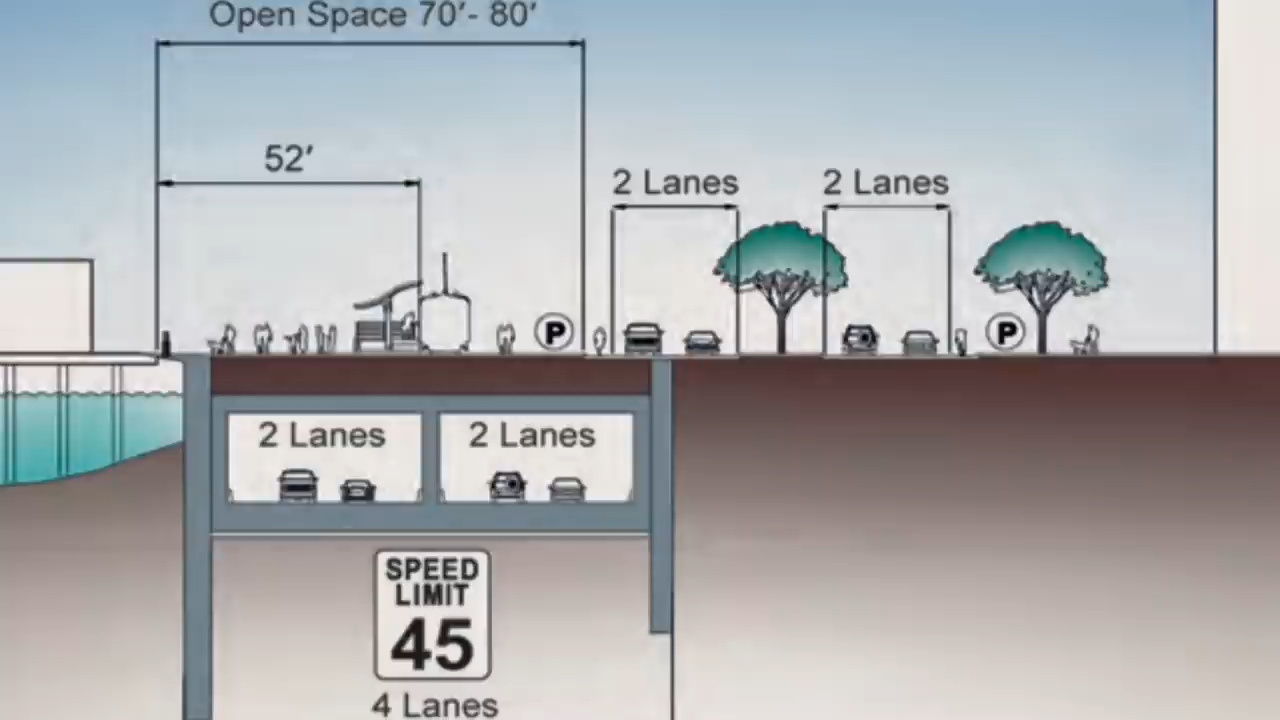 Open Space 70′- 80′
52′
2 Lanes
2 Lanes
P
P
2 Lanes
2 Lanes
SPEED
LIMIT
45
4 Lanes